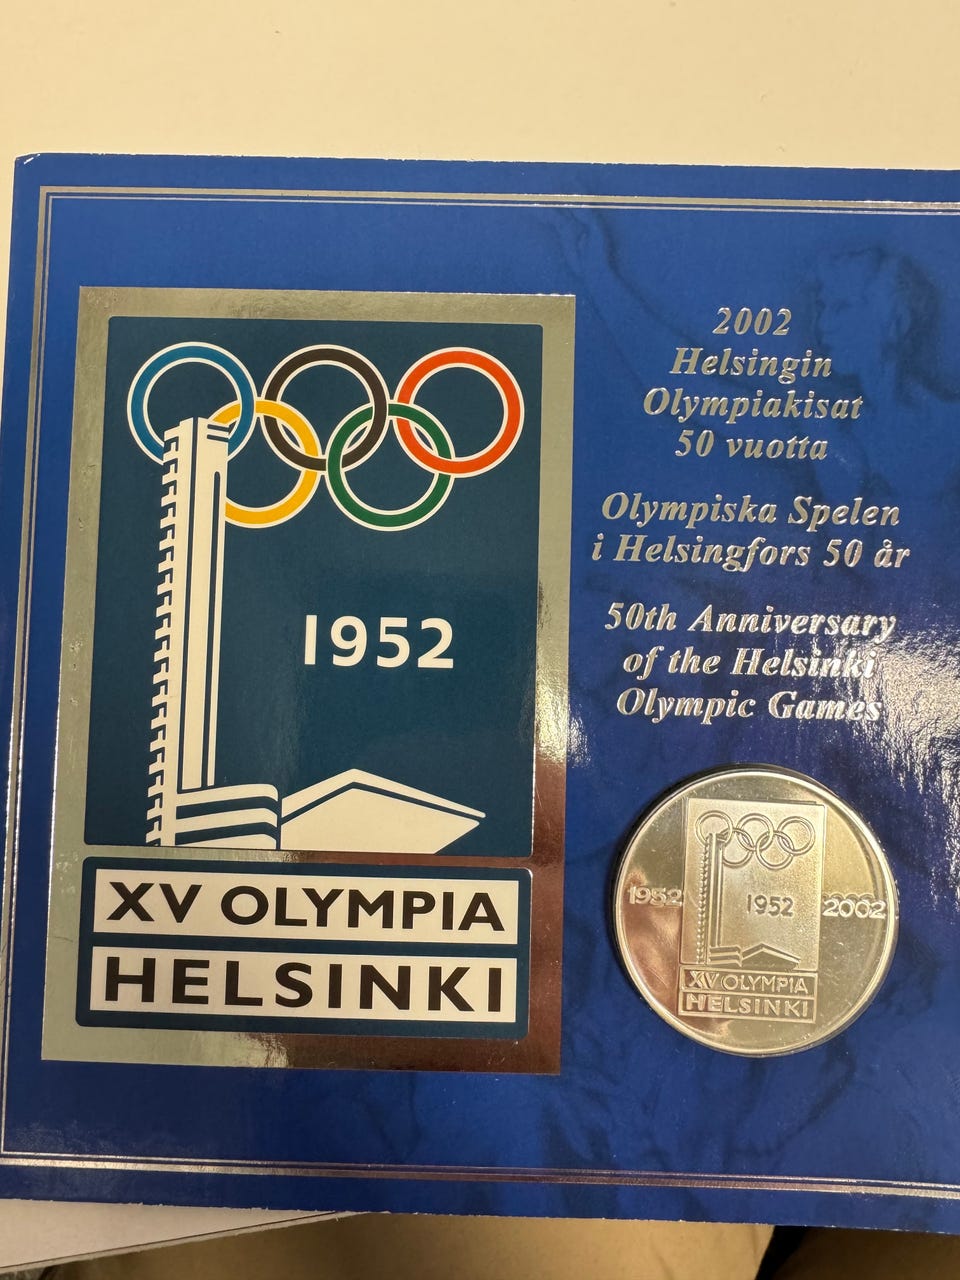 1952
XV OLYMPIA
HELSINKI
2002
Helsingin
Olympiakisat
50 vuotta
Olympiska Spelen
i Helsingfors 50 år
50th Anniversary
of the Helsinki
Olympic Games
1952
1952
2002
XV OLYMPIA
HELSINKI